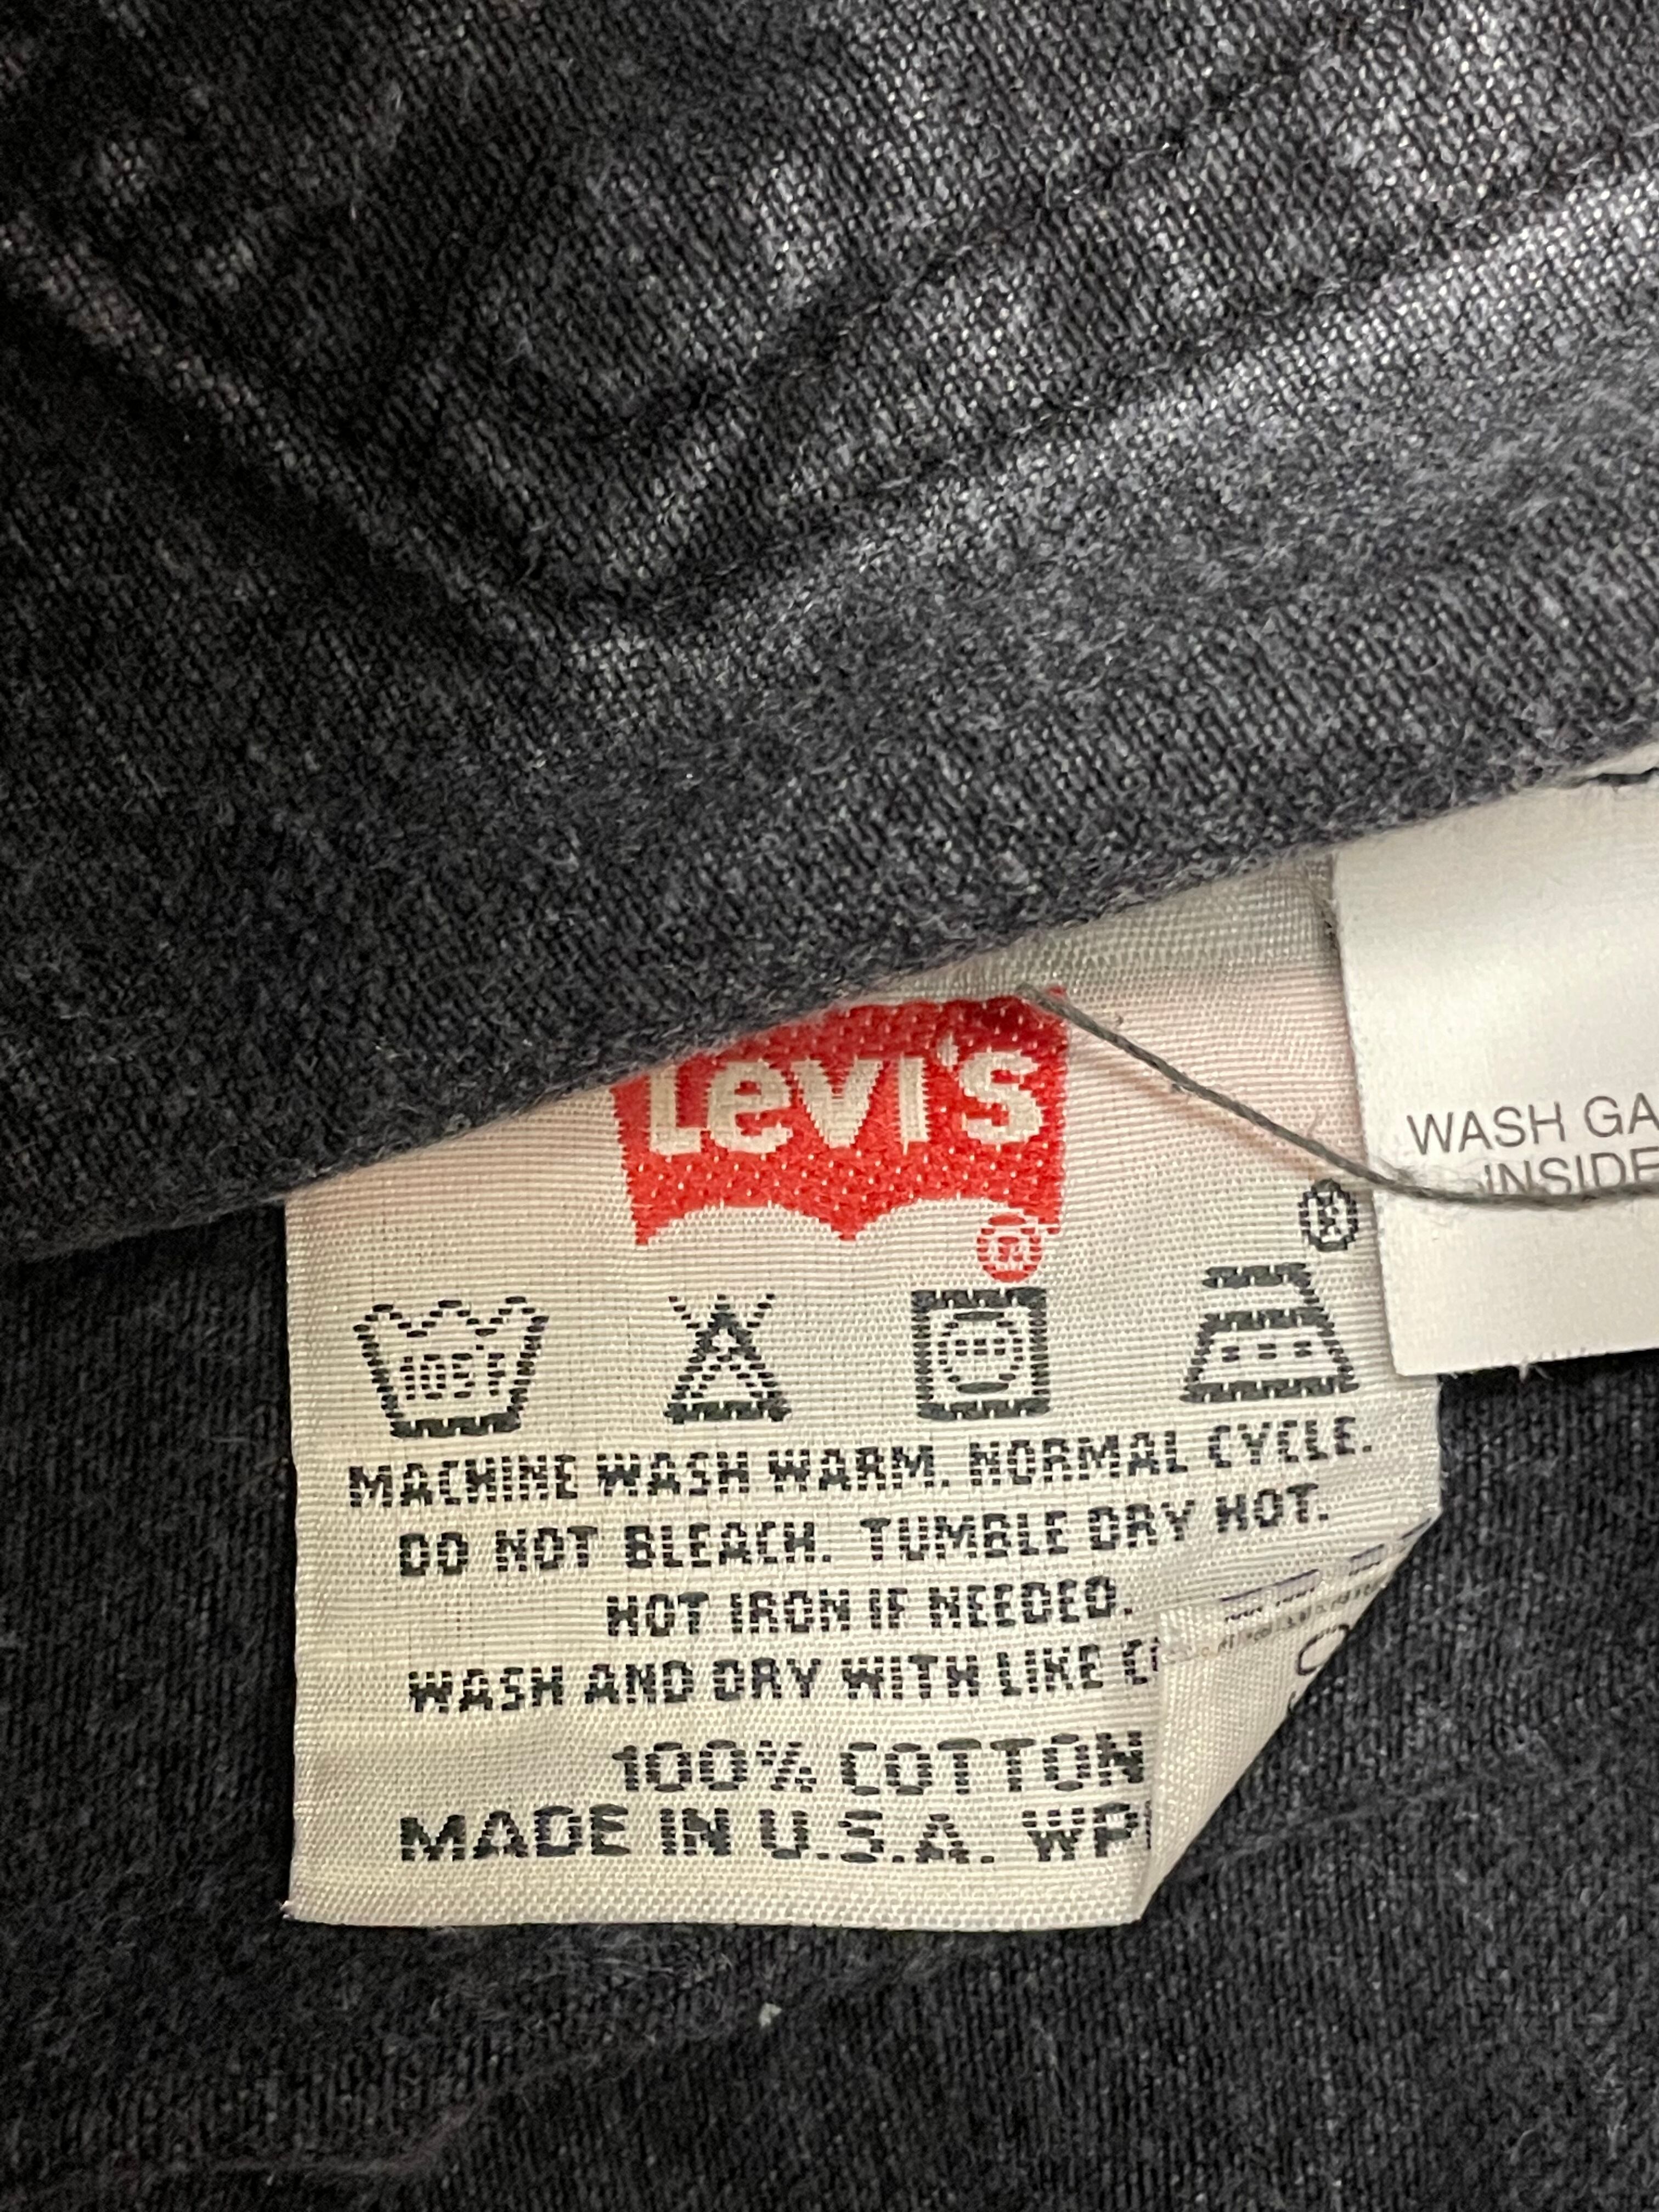 Levi's
®
®
105°F
MACHINE WASH WARM. NORMAL CYCLE.
DO NOT BLEACH. TUMBLE DRY HOT.
HOT IRON IF NEEDED.
WASH AND DRY WITH LIKE
100% COTTON
MADE IN U.S.A.
WASH
INSIDE